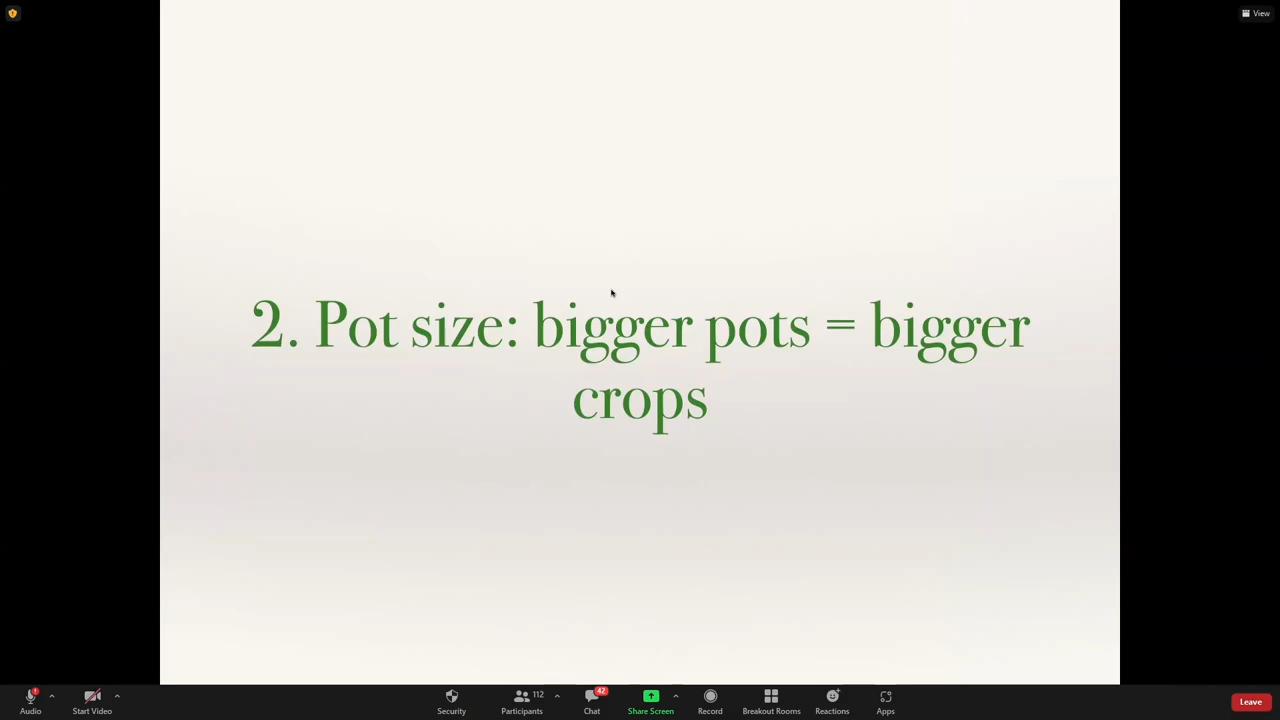 View
2. Pot size: bigger pots = bigger
crops
112
42
Audio
Start Video
Security
Participants
Chat
Share Screen
Record
Breakout Rooms
Reactions
Apps
Leave